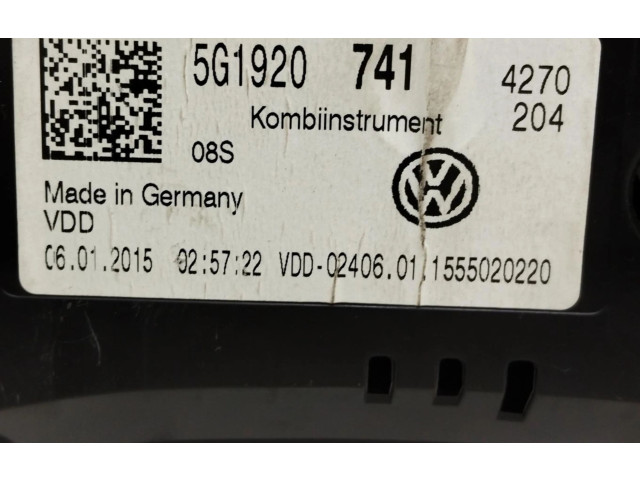 5G1920 741 4270
Kombiinstrument 204
08S
Made in Germany
VDD
06.01.2015 02:57:22 VDD-02406.01.1555020220